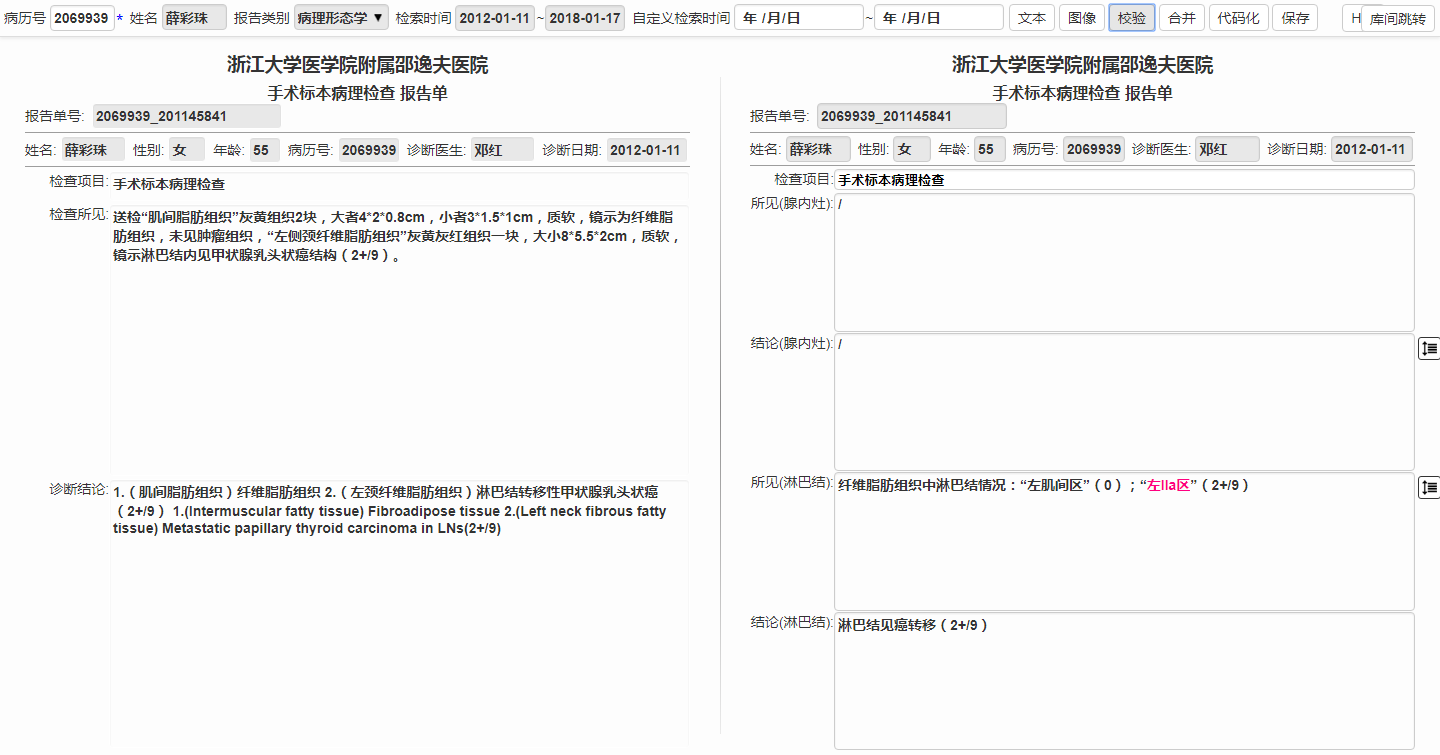 病历号 2069939 * 姓名 薛彩珠 报告类别 病理形态学 ▼ 检索时间 2012-01-11 ~ 2018-01-17 自定义检索时间 年 /月/日 ~ 年 /月/日 文本 图像 校验 合并 代码化 保存 H 库间跳转
浙江大学医学院附属邵逸夫医院
手术标本病理检查 报告单
报告单号: 2069939_201145841
姓名: 薛彩珠 性别: 女 年龄: 55 病历号: 2069939 诊断医生: 邓红 诊断日期: 2012-01-11
检查项目: 手术标本病理检查
检查所见: 送检“肌间脂肪组织”灰黄组织2块，大者4*2*0.8cm，小者3*1.5*1cm，质软，镜示为纤维脂
肪组织，未见肿瘤组织，“左侧颈纤维脂肪组织”灰黄灰红组织一块，大小8*5.5*2cm，质软，
镜示淋巴结内见甲状腺乳头状癌结构（2+/9）。
诊断结论: 1.（肌间脂肪组织）纤维脂肪组织 2.（左颈纤维脂肪组织）淋巴结转移性甲状腺乳头状癌
（2+/9） 1.(Intermuscular fatty tissue) Fibroadipose tissue 2.(Left neck fibrous fatty
tissue) Metastatic papillary thyroid carcinoma in LNs(2+/9)
浙江大学医学院附属邵逸夫医院
手术标本病理检查 报告单
报告单号: 2069939_201145841
姓名: 薛彩珠 性别: 女 年龄: 55 病历号: 2069939 诊断医生: 邓红 诊断日期: 2012-01-11
检查项目: 手术标本病理检查
所见(腺内灶): /
结论(腺内灶): /
所见(淋巴结): 纤维脂肪组织中淋巴结情况：“左肌间区”（0）；“左IIa区”（2+/9）
结论(淋巴结): 淋巴结见癌转移（2+/9）